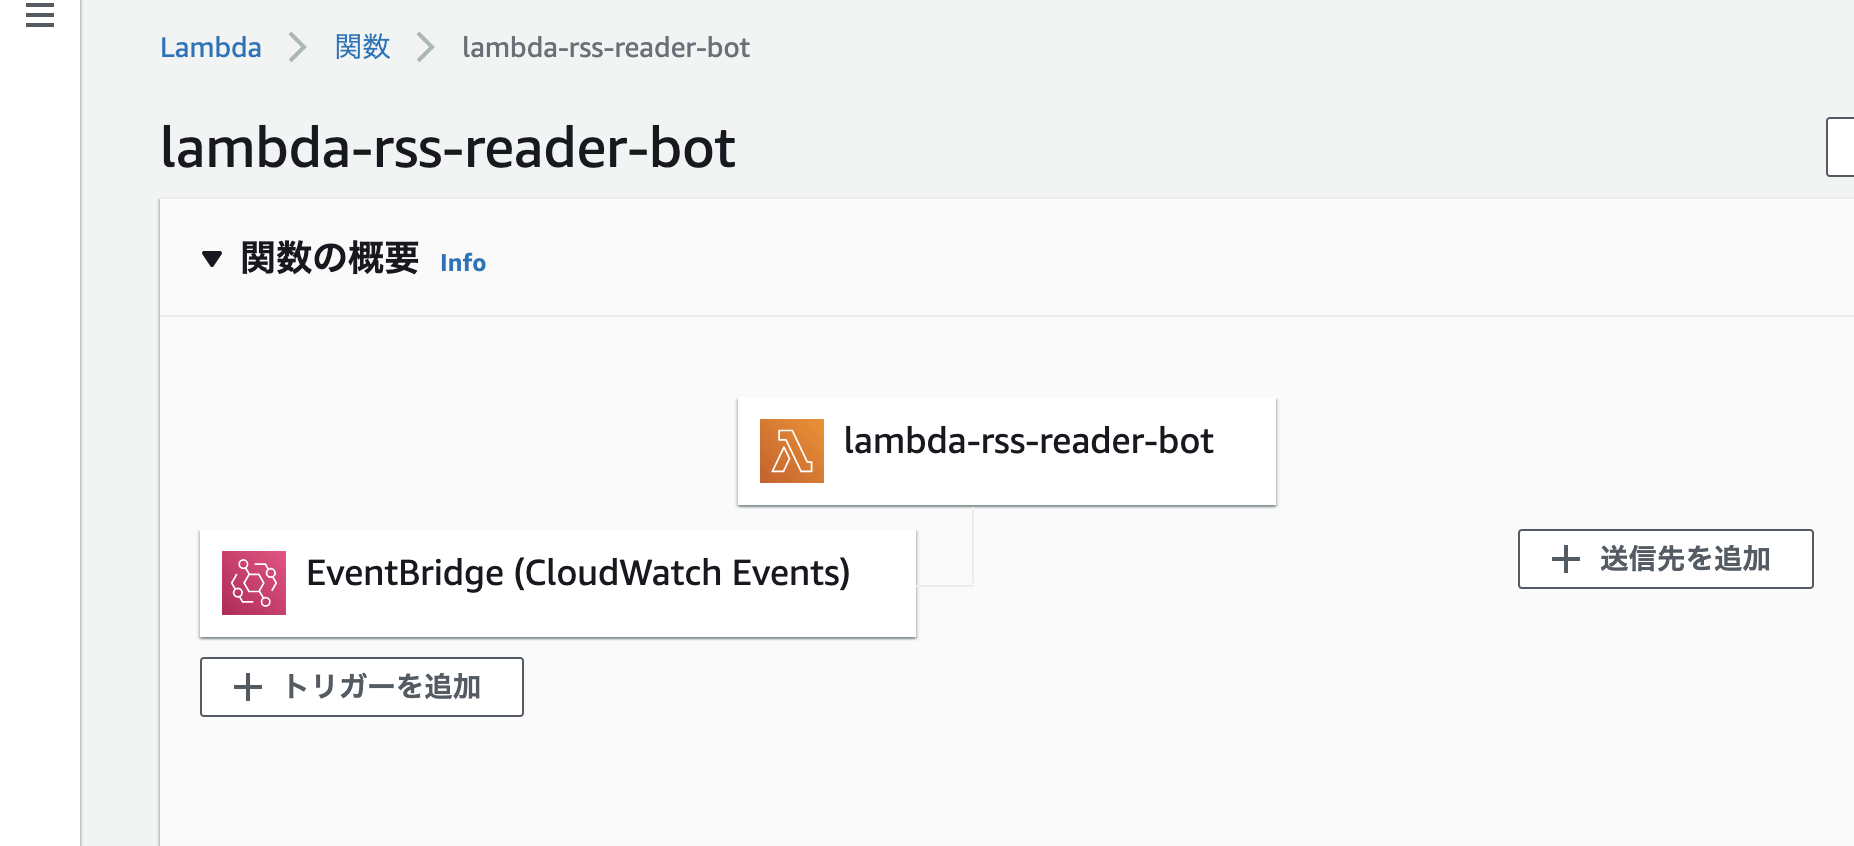 Lambda > 関数 > lambda-rss-reader-bot
lambda-rss-reader-bot
▼ 関数の概要 Info
lambda-rss-reader-bot
EventBridge (CloudWatch Events)
+ 送信先を追加
+ トリガーを追加